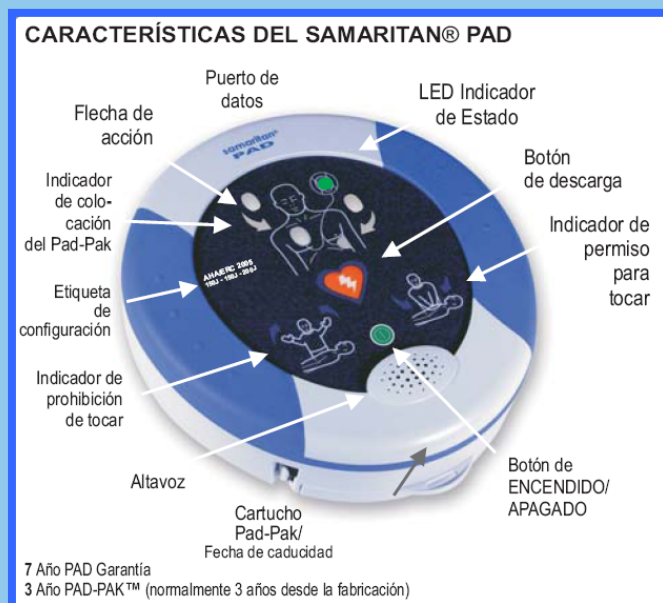 CARACTERÍSTICAS DEL SAMARITAN® PAD
Puerto de
datos
LED Indicador
de Estado
Flecha de
acción
Botón
de descarga
Indicador
de colo-
cación
del Pad-Pak
Indicador de
permiso
para
tocar
samaritan®
PAD
AHA/ERC 2005
150J - 150J - 200J
Etiqueta
de
configuración
Indicador de
prohibición
de tocar
Altavoz
Cartucho
Pad-Pak/
Fecha de caducidad
Botón de
ENCENDIDO/
APAGADO
7 Año PAD Garantía
3 Año PAD-PAK™ (normalmente 3 años desde la fabricación)